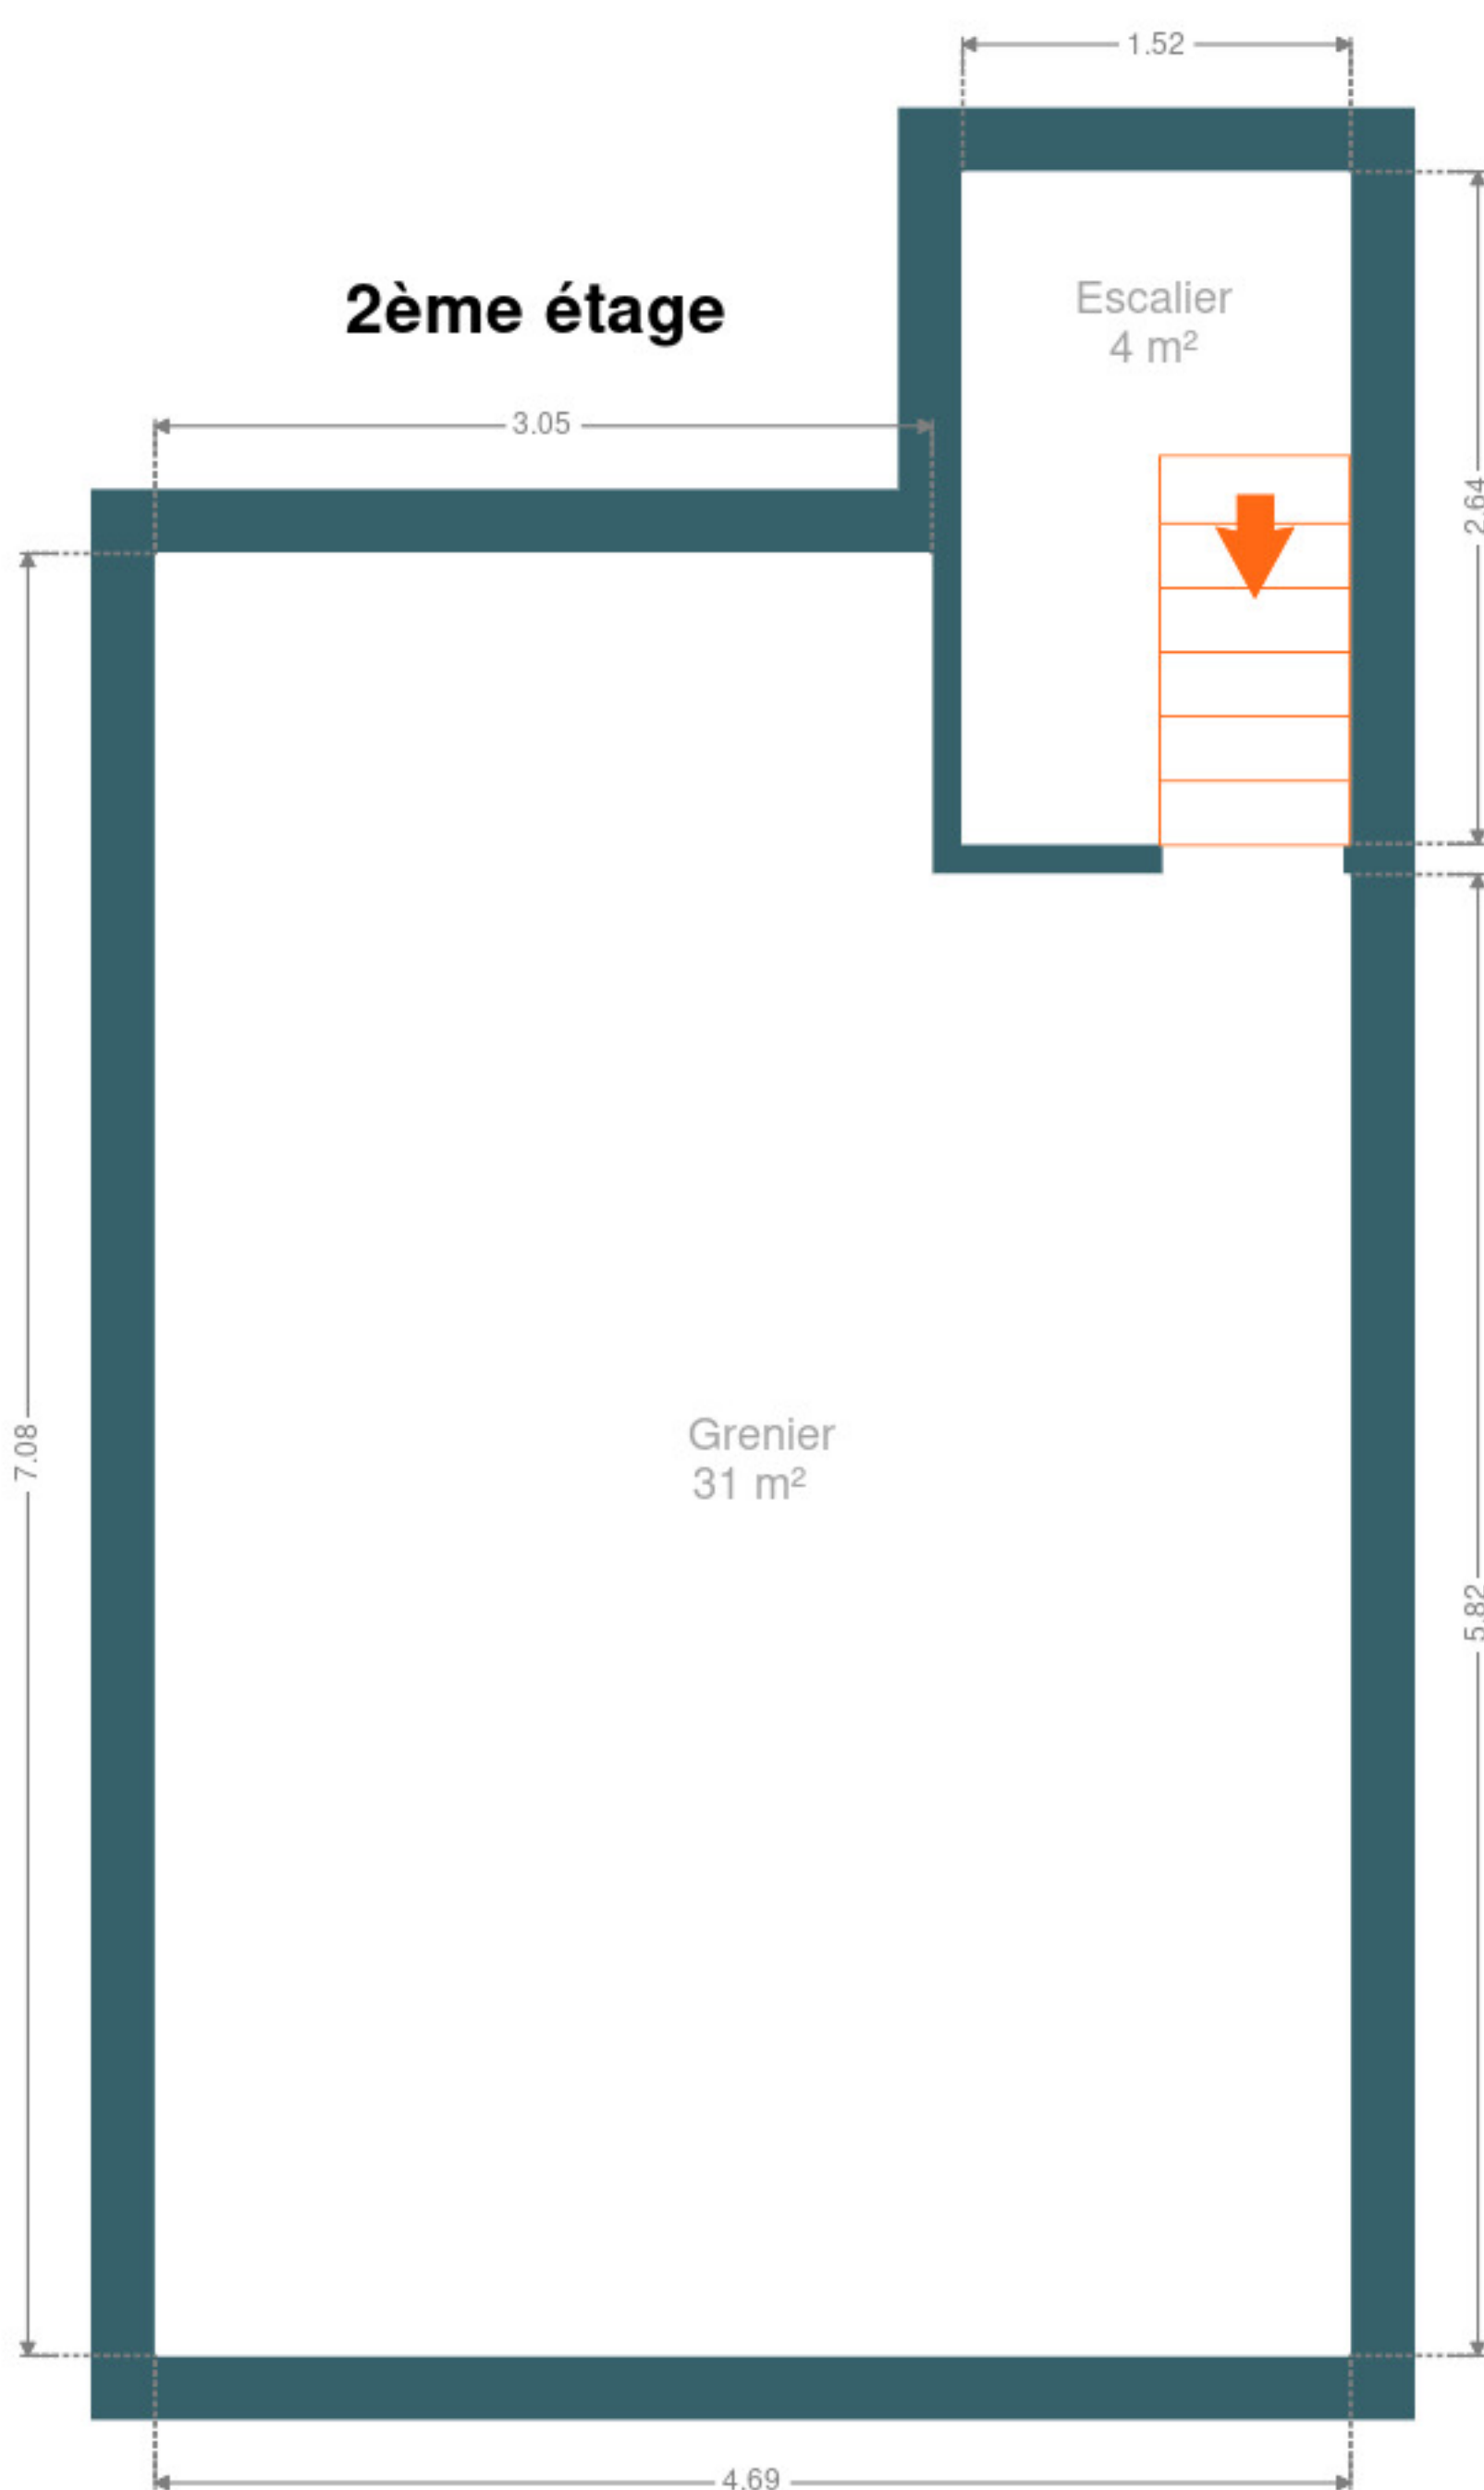 1.52
2ème étage
Escalier
4 m²
3.05
2.64
Grenier
31 m²
7.08
5.82
4.69